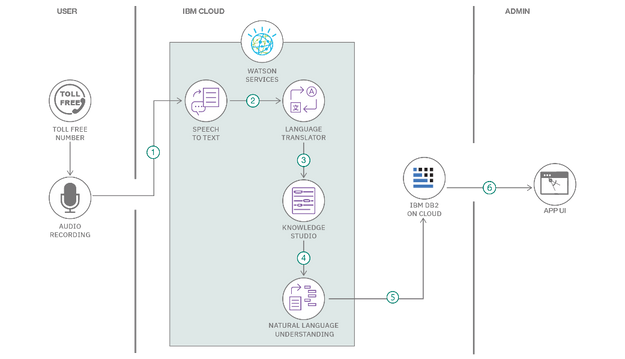 USER
IBM CLOUD
ADMIN
WATSON
SERVICES
TOLL
FREE
TOLL FREE
NUMBER
SPEECH
TO TEXT
2
A
LANGUAGE
TRANSLATOR
1
3
AUDIO
RECORDING
KNOWLEDGE
STUDIO
IBM DB2
ON CLOUD
6
APP UI
4
NATURAL LANGUAGE
UNDERSTANDING
5